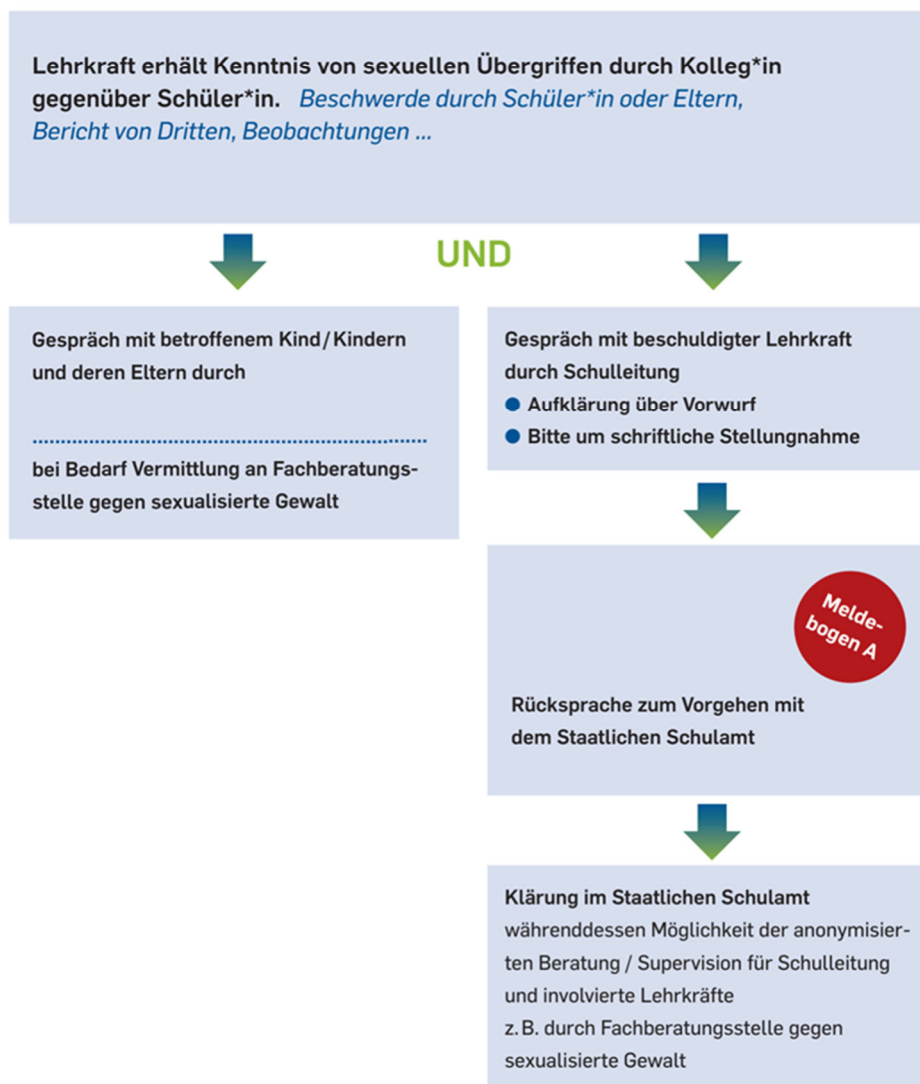 Lehrkraft erhält Kenntnis von sexuellen Übergriffen durch Kolleg*in
gegenüber Schüler*in. Beschwerde durch Schüler*in oder Eltern,
Bericht von Dritten, Beobachtungen ...
UND
Gespräch mit betroffenem Kind/Kindern
und deren Eltern durch
bei Bedarf Vermittlung an Fachberatungs-
stelle gegen sexualisierte Gewalt
Gespräch mit beschuldigter Lehrkraft
durch Schulleitung
● Aufklärung über Vorwurf
● Bitte um schriftliche Stellungnahme
Melde-
bogen A
Rücksprache zum Vorgehen mit
dem Staatlichen Schulamt
Klärung im Staatlichen Schulamt
währenddessen Möglichkeit der anonymisier-
ten Beratung / Supervision für Schulleitung
und involvierte Lehrkräfte
z. B. durch Fachberatungsstelle gegen
sexualisierte Gewalt